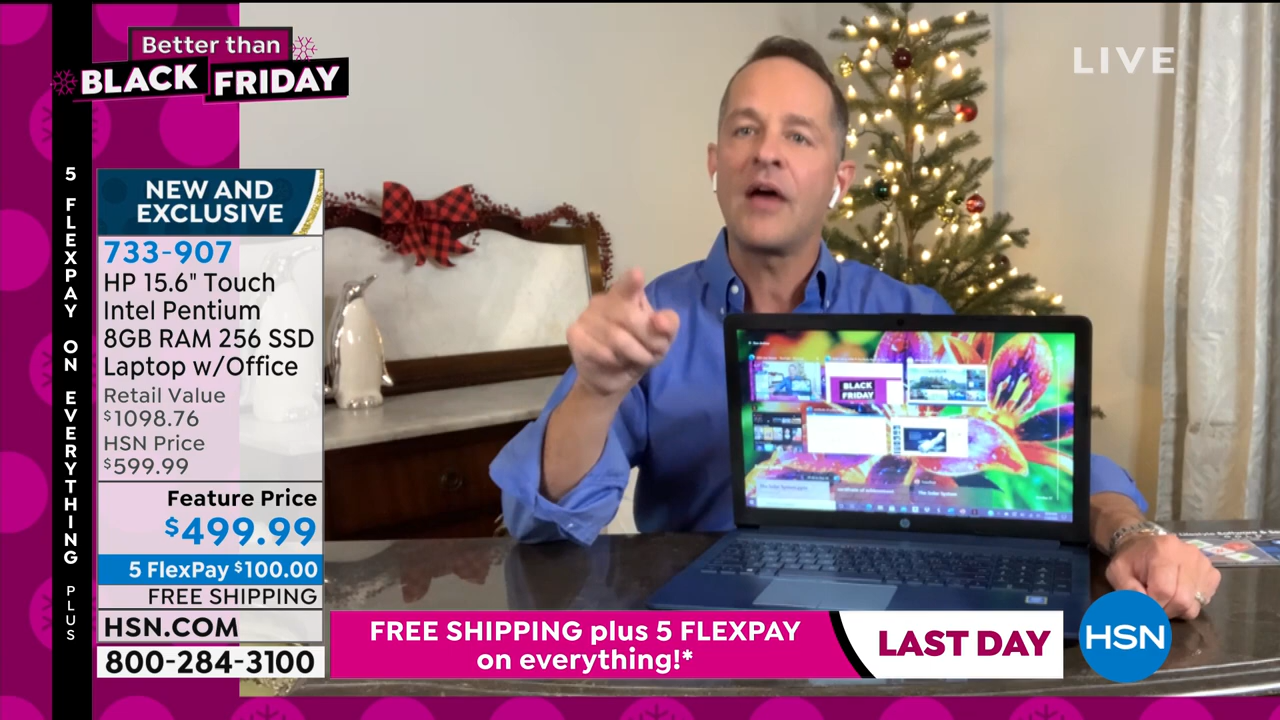 Better than
BLACK FRIDAY
LIVE
5 FLEXPAY ON EVERYTHING PLUS
NEW AND
EXCLUSIVE
733-907
HP 15.6" Touch
Intel Pentium
8GB RAM 256 SSD
Laptop w/Office
Retail Value
$1098.76
HSN Price
$599.99
Feature Price
$499.99
5 FlexPay $100.00
FREE SHIPPING
HSN.COM
800-284-3100
BLACK
FRIDAY
hp
FREE SHIPPING plus 5 FLEXPAY
on everything!*
LAST DAY
HSN